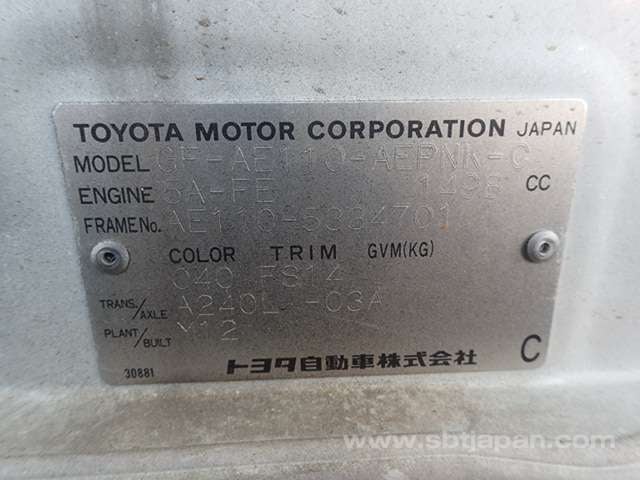 TOYOTA MOTOR CORPORATION JAPAN
MODEL GF-AE110-AEPNK-C
ENGINE 5A-FE 1498 CC
FRAME No. AE110-5334701
COLOR TRIM GVM(KG)
040 FS14
TRANS./AXLE A240L -03A
PLANT/BUILT M12
トヨタ自動車株式会社 C
30881
www.sbtjapan.com